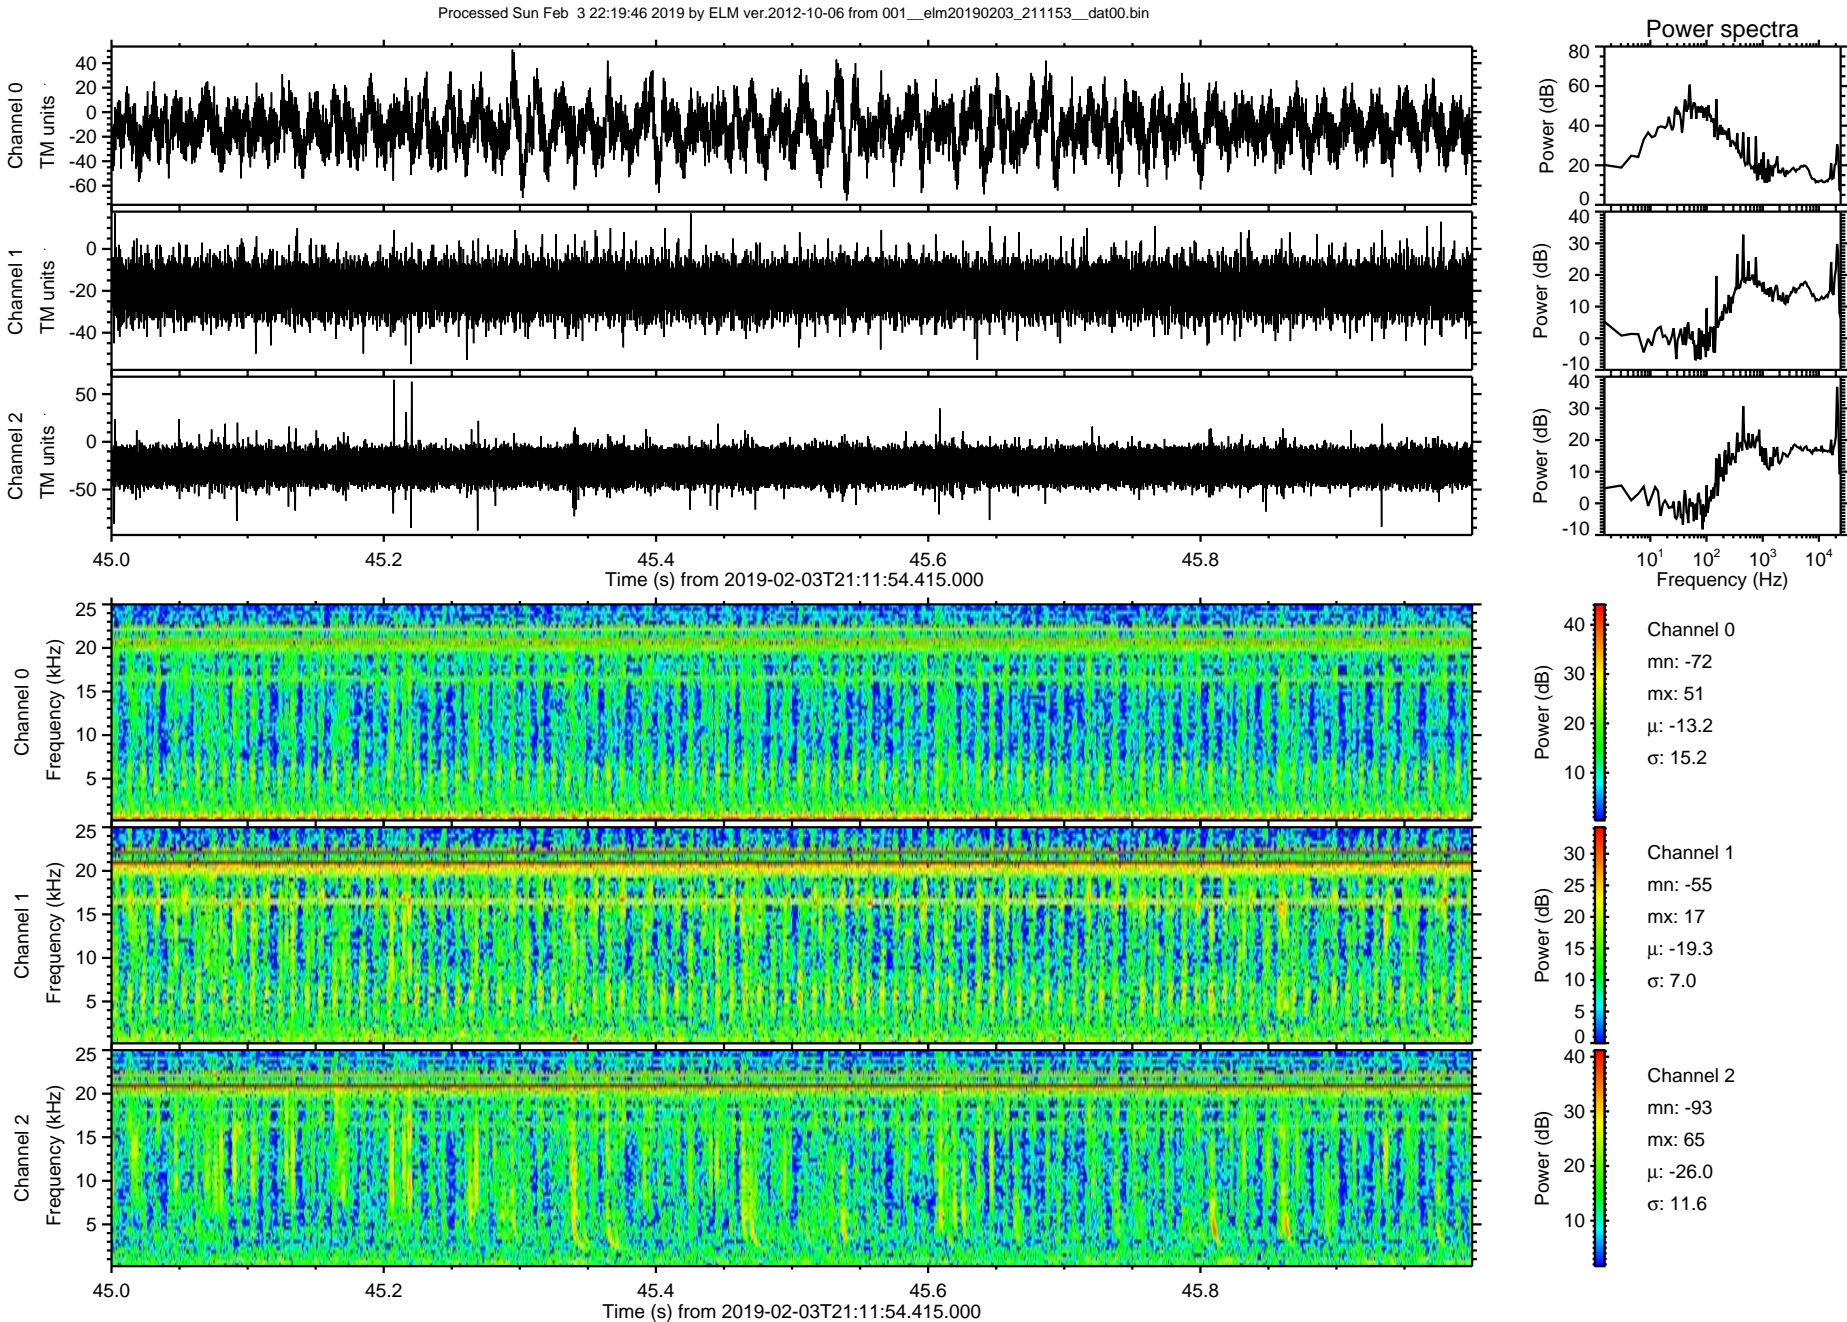 Processed Sun Feb  3 22:19:46 2019 by ELM ver.2012-10-06 from 001__elm20190203_211153__dat00.bin
Power spectra
Channel 0
TM units
40
20
0
-20
-40
-60
Power (dB)
80
60
40
20
0
Channel 1
TM units
0
-20
-40
Power (dB)
40
30
20
10
0
-10
Channel 2
TM units
50
0
-50
Power (dB)
40
30
20
10
0
-10
45.0
45.2
45.4
45.6
45.8
Time (s) from 2019-02-03T21:11:54.415.000
10^1
10^2
10^3
10^4
Frequency (Hz)
Channel 0
Frequency (kHz)
25
20
15
10
5
Power (dB)
40
30
20
10
Channel 0
mn: -72
mx: 51
μ: -13.2
σ: 15.2
Channel 1
Frequency (kHz)
25
20
15
10
5
Power (dB)
30
25
20
15
10
5
0
Channel 1
mn: -55
mx: 17
μ: -19.3
σ: 7.0
Channel 2
Frequency (kHz)
25
20
15
10
5
Power (dB)
40
30
20
10
Channel 2
mn: -93
mx: 65
μ: -26.0
σ: 11.6
45.0
45.2
45.4
45.6
45.8
Time (s) from 2019-02-03T21:11:54.415.000